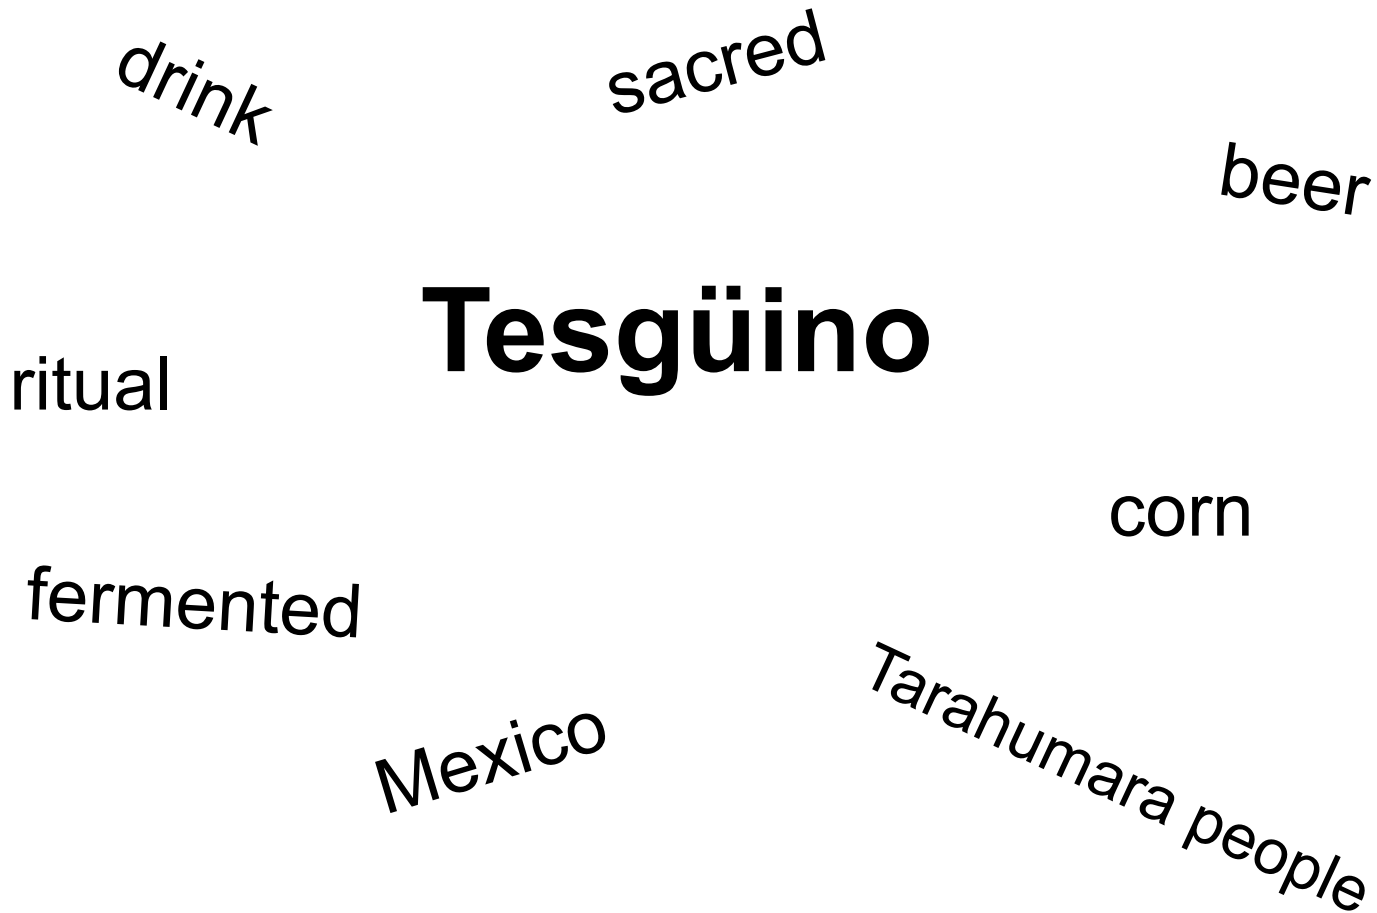 drink
sacred
beer
Tesgüino
ritual
corn
fermented
Tarahumara people
Mexico